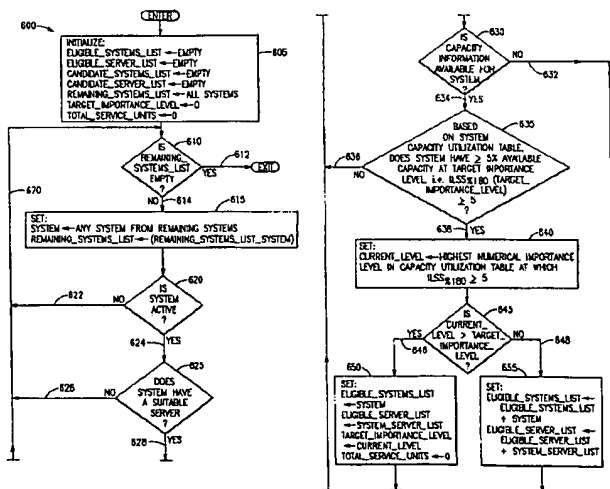 600
ENTER
INITIALIZE:
ELIGIBLE_SYSTEMS_LIST ← EMPTY
ELIGIBLE_SERVER_LIST ← EMPTY
CANDIDATE_SYSTEMS_LIST ← EMPTY
CANDIDATE_SERVER_LIST ← EMPTY
REMAINING_SYSTEMS_LIST ← ALL SYSTEMS
TARGET_IMPORTANCE_LEVEL ← 0
TOTAL_SERVICE_UNITS ← 0
605
610
IS
REMAINING_
SYSTEMS_LIST
EMPTY
?
YES
612
EXIT
670
NO
614
615
SET:
SYSTEM ← ANY SYSTEM FROM REMAINING SYSTEMS
REMAINING_SYSTEMS_LIST ← (REMAINING_SYSTEMS_LIST_SYSTEM)
620
IS
SYSTEM
ACTIVE
?
622
NO
624
YES
625
DOES
SYSTEM HAVE
A SUITABLE
SERVER
?
626
NO
628
YES
630
IS
CAPACITY
INFORMATION
AVAILABLE FOR
SYSTEM
?
NO
632
634
YES
635
BASED
ON SYSTEM
CAPACITY UTILIZATION TABLE,
DOES SYSTEM HAVE ≥ 5% AVAILABLE
CAPACITY AT TARGET IMPORTANCE
LEVEL, i.e. ILSS%180 (TARGET_
IMPORTANCE_LEVEL)
≥ 5
?
636
NO
638
YES
640
SET:
CURRENT_LEVEL ← HIGHEST NUMERICAL IMPORTANCE
LEVEL IN CAPACITY UTILIZATION TABLE AT WHICH
ILSS%180 ≥ 5
645
IS
CURRENT_
LEVEL > TARGET_
IMPORTANCE_
LEVEL
?
YES
646
NO
648
650
SET:
ELIGIBLE_SYSTEMS_LIST
← SYSTEM
ELIGIBLE_SERVER_LIST
← SYSTEM_SERVER_LIST
TARGET_IMPORTANCE_LEVEL
← CURRENT_LEVEL
TOTAL_SERVICE_UNITS ← 0
655
SET:
ELIGIBLE_SYSTEMS_LIST ←
ELIGIBLE_SYSTEMS_LIST
+ SYSTEM
ELIGIBLE_SERVER_LIST ←
ELIGIBLE_SERVER_LIST
+ SYSTEM_SERVER_LIST